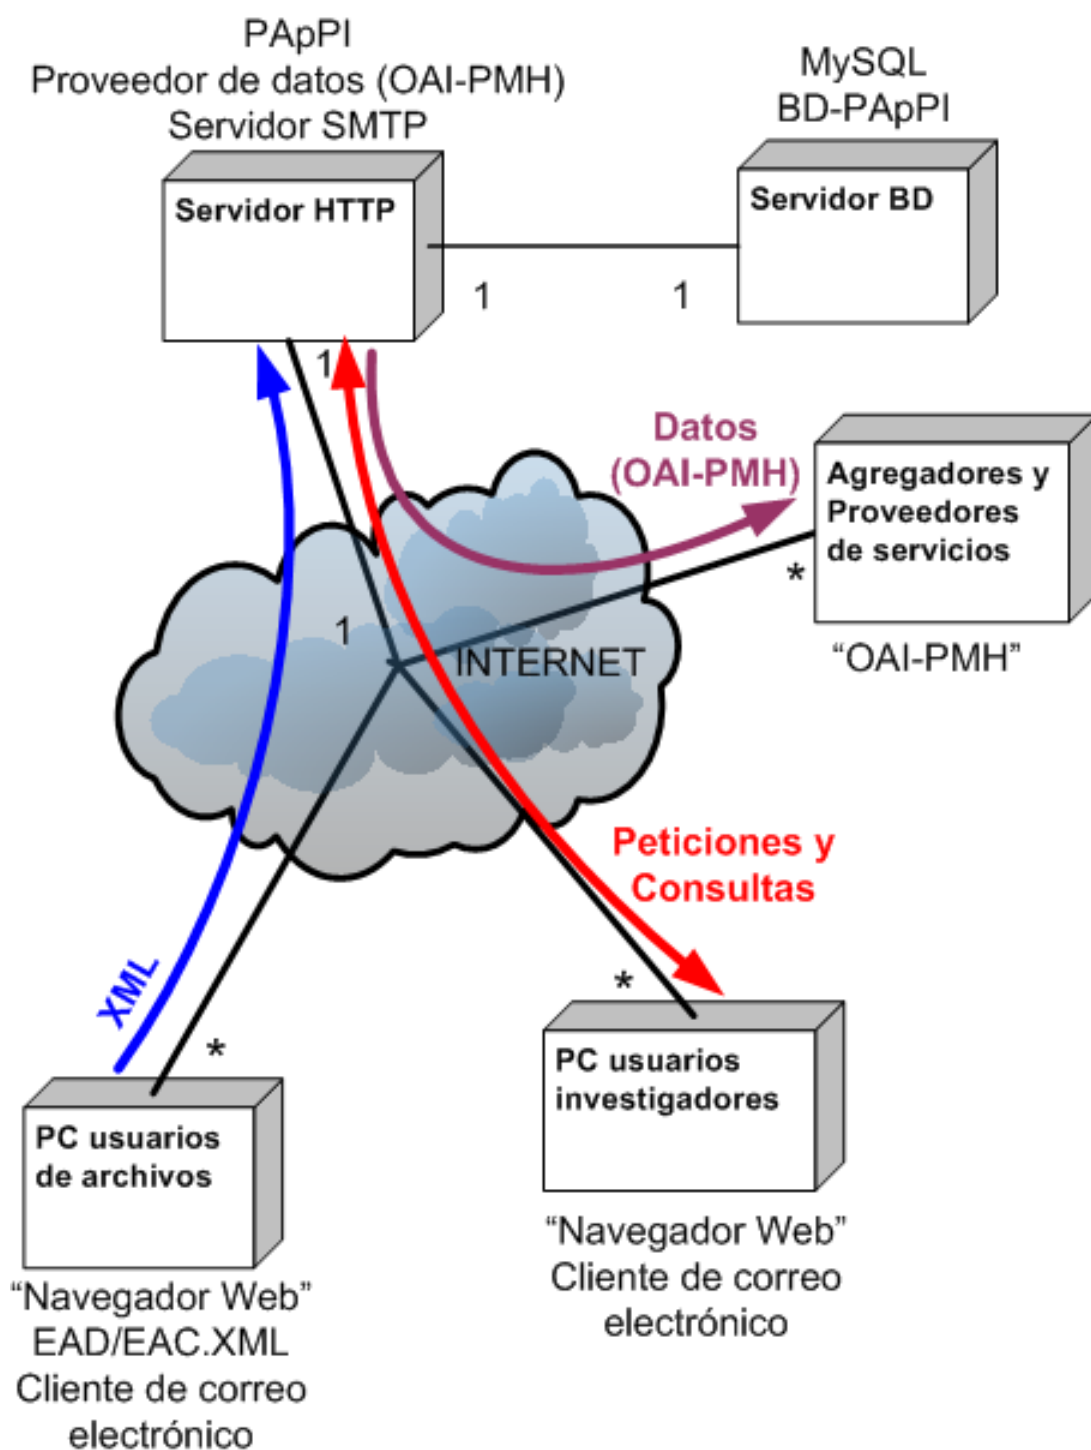 PApPI
Proveedor de datos (OAI-PMH)
Servidor SMTP
MySQL
BD-PApPI
Servidor HTTP
Servidor BD
1
1
1
Datos
(OAI-PMH)
Agregadores y
Proveedores
de servicios
*
1
INTERNET
“OAI-PMH”
Peticiones y
Consultas
XML
*
*
PC usuarios
investigadores
PC usuarios
de archivos
“Navegador Web”
Cliente de correo
electrónico
“Navegador Web”
EAD/EAC.XML
Cliente de correo
electrónico